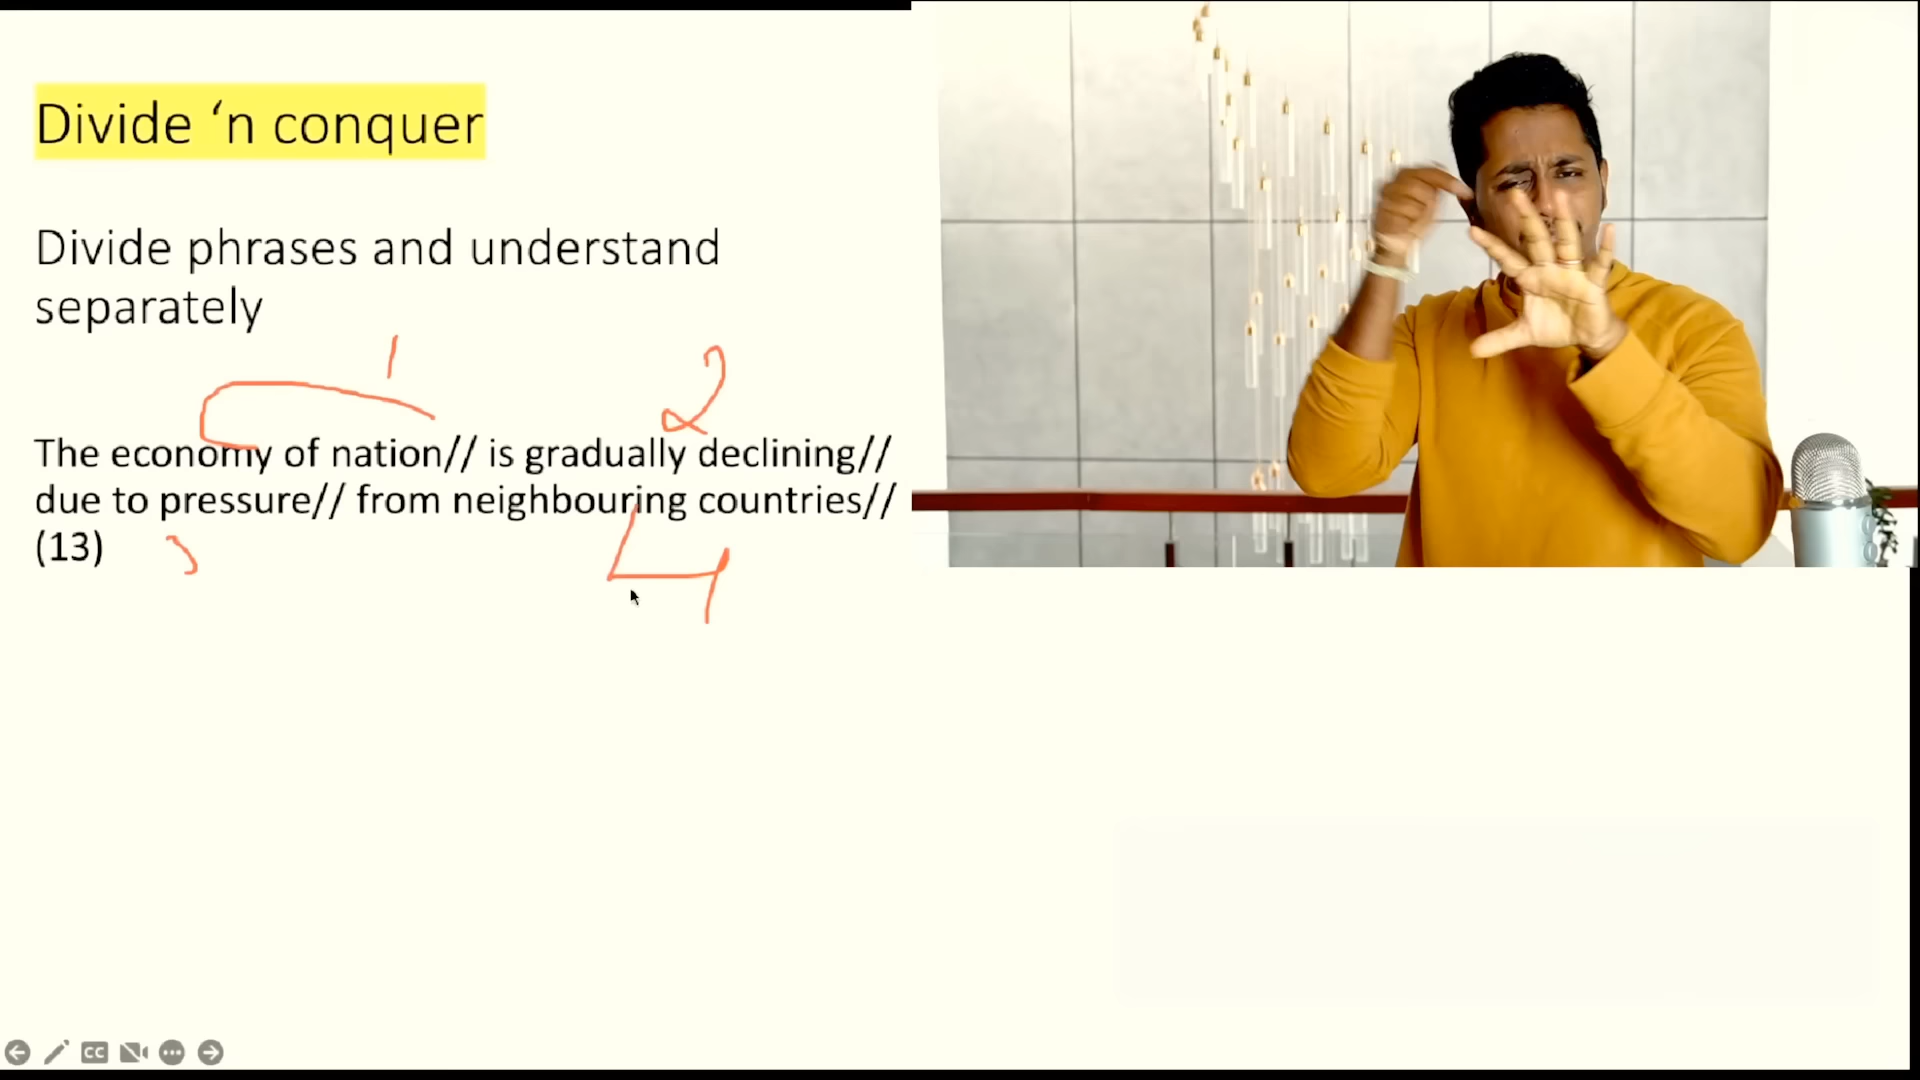 Divide ‘n conquer
Divide phrases and understand
separately
1
2
The economy of nation// is gradually declining//
due to pressure// from neighbouring countries//
(13)
4
CC